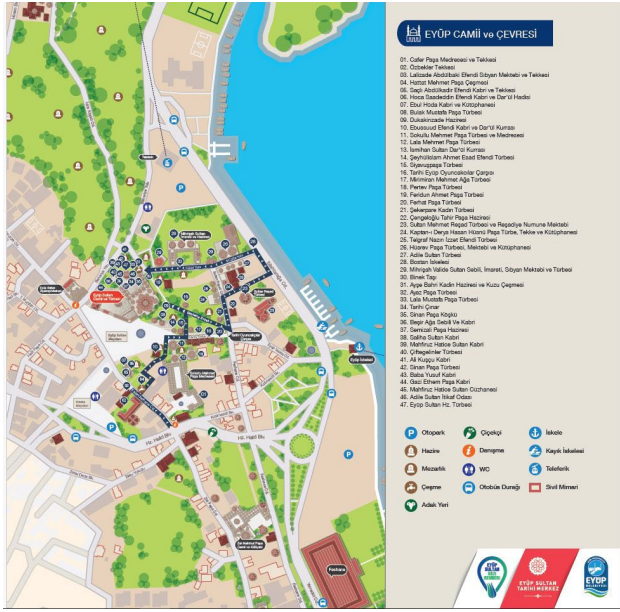 EYÜP CAMİİ ve ÇEVRESİ
01. Cafer Paşa Medresesi ve Tekkesi
02. Özbekler Tekkesi
03. Lalizade Abdülbaki Efendi Sıbyan Mektebi ve Tekkesi
04. Hattat Mehmet Paşa Çeşmesi
05. Saçlı Abdülkadir Efendi Kabri ve Tekkesi
06. Hoca Saadeddin Efendi Kabri ve Dar'ül Hadisi
07. Ebul Hoda Kabri ve Kütüphanesi
08. Bulak Mustafa Paşa Türbesi
09. Dukakinzade Haziresi
10. Ebussuud Efendi Kabri ve Dar'ül Kurrası
11. Sokullu Mehmet Paşa Türbesi ve Medresesi
12. Lala Mehmet Paşa Türbesi
13. İsmihan Sultan Dar'ül Kurrası
14. Şeyhülislam Ahmet Esad Efendi Türbesi
15. Siyavuşpaşa Türbesi
16. Tarihi Eyüp Oyuncakcılar Çarşısı
17. Mirimiran Mehmet Ağa Türbesi
18. Pertev Paşa Türbesi
19. Feridun Ahmet Paşa Türbesi
20. Ferhat Paşa Türbesi
21. Şekerpare Kadın Türbesi
22. Çengeloğlu Tahir Paşa Haziresi
23. Sultan Mehmet Reşad Türbesi ve Reşadiye Numune Mektebi
24. Kaptan-ı Derya Hasan Hüsnü Paşa Türbe, Tekke ve Kütüphanesi
25. Telgraf Nazırı İzzet Efendi Türbesi
26. Hüsrev Paşa Türbesi, Mektebi ve Kütüphanesi
27. Adile Sultan Türbesi
28. Bostan İskelesi
29. Mihrişah Valide Sultan Sebili, İmareti, Sıbyan Mektebi ve Türbesi
30. Binek Taşı
31. Ayşe Bahri Kadın Haziresi ve Kuzu Çeşmesi
32. Ayaz Paşa Türbesi
33. Lala Mustafa Paşa Türbesi
34. Tarihi Çınar
35. Sinan Paşa Köşkü
36. Beşir Ağa Sebili Ve Kabri
37. Semizali Paşa Haziresi
38. Saliha Sultan Kabri
39. Mahfiruz Hatice Sultan Kabri
40. Çiftegelinler Türbesi
41. Ali Kuşçu Kabri
42. Sinan Paşa Türbesi
43. Baba Yusuf Kabri
44. Gazi Ethem Paşa Kabri
45. Mahfiruz Hatice Sultan Cüzhanesi
46. Adile Sultan İtikaf Odası
47. Eyüp Sultan Hz. Türbesi
Otopark
Çiçekçi
İskele
Hazire
Danışma
Kayık İskelesi
Mezarlık
WC
Teleferik
Çeşme
Otobüs Durağı
Sivil Mimari
Adak Yeri
EYÜP SULTAN
TARİHİ MERKEZ
EYÜP
BELEDİYESİ
Feshane